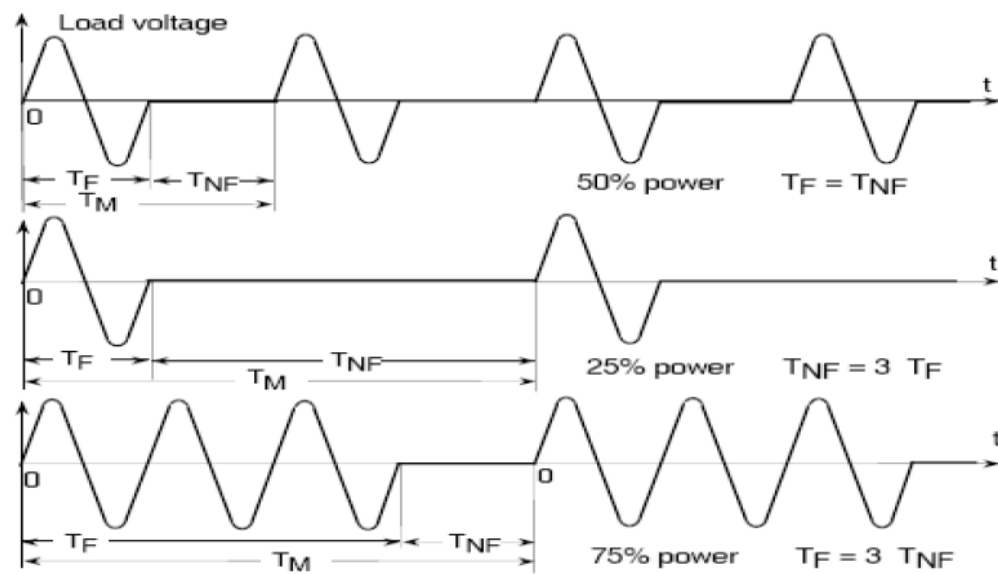 Load voltage
t
0
TF TNF
TM
50% power TF = TNF
t
0
TF TNF
TM
25% power TNF = 3 TF
t
0 0
TF TNF
TM
75% power TF = 3 TNF